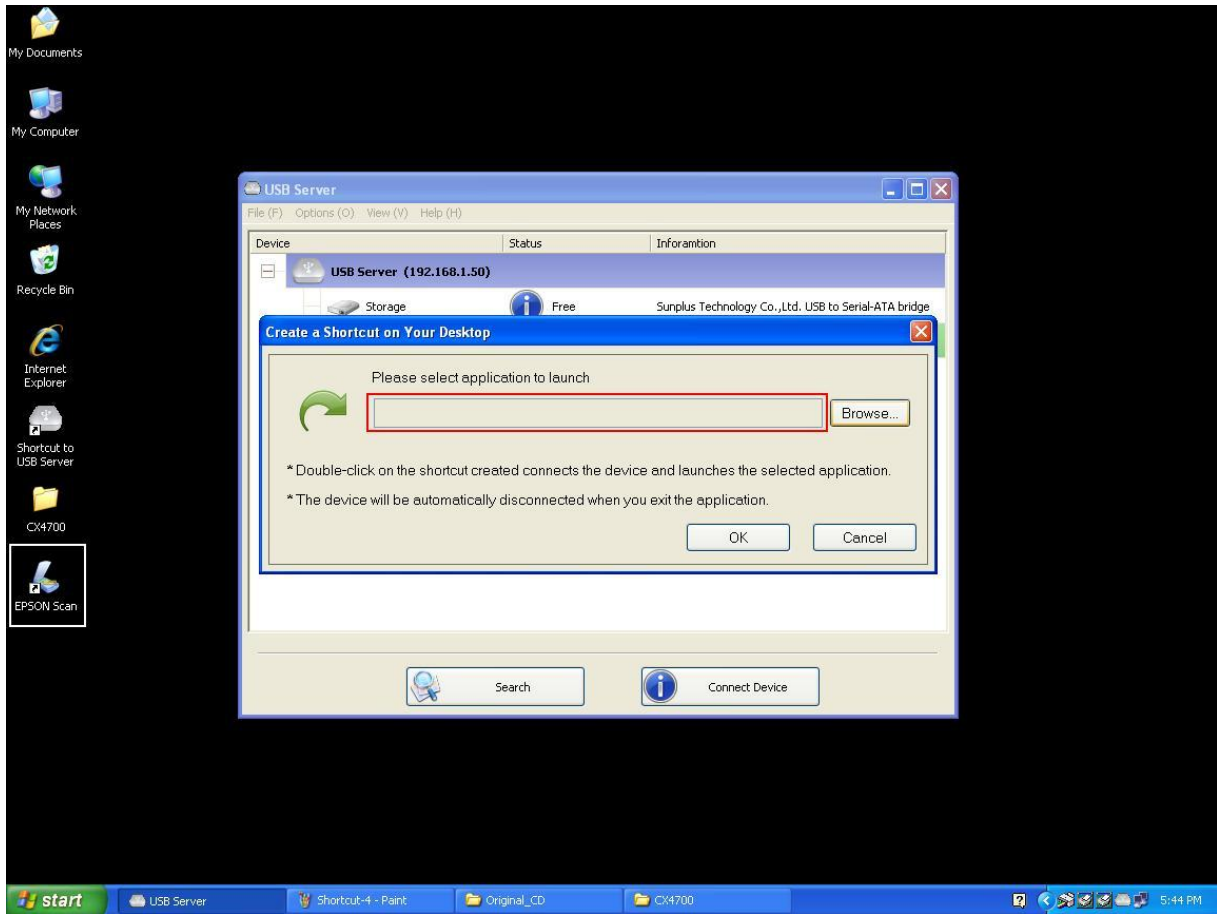 My Documents
My Computer
My Network
Places
Recycle Bin
Internet
Explorer
Shortcut to
USB Server
CX4700
EPSON Scan
USB Server
File (F) Options (O) View (V) Help (H)
Device Status Inforamtion
USB Server (192.168.1.50)
Storage Free Sunplus Technology Co.,Ltd. USB to Serial-ATA bridge
Create a Shortcut on Your Desktop
Please select application to launch
Browse...
* Double-click on the shortcut created connects the device and launches the selected application.
* The device will be automatically disconnected when you exit the application.
OK Cancel
Search Connect Device
start USB Server Shortcut-4 - Paint Original_CD CX4700 5:44 PM